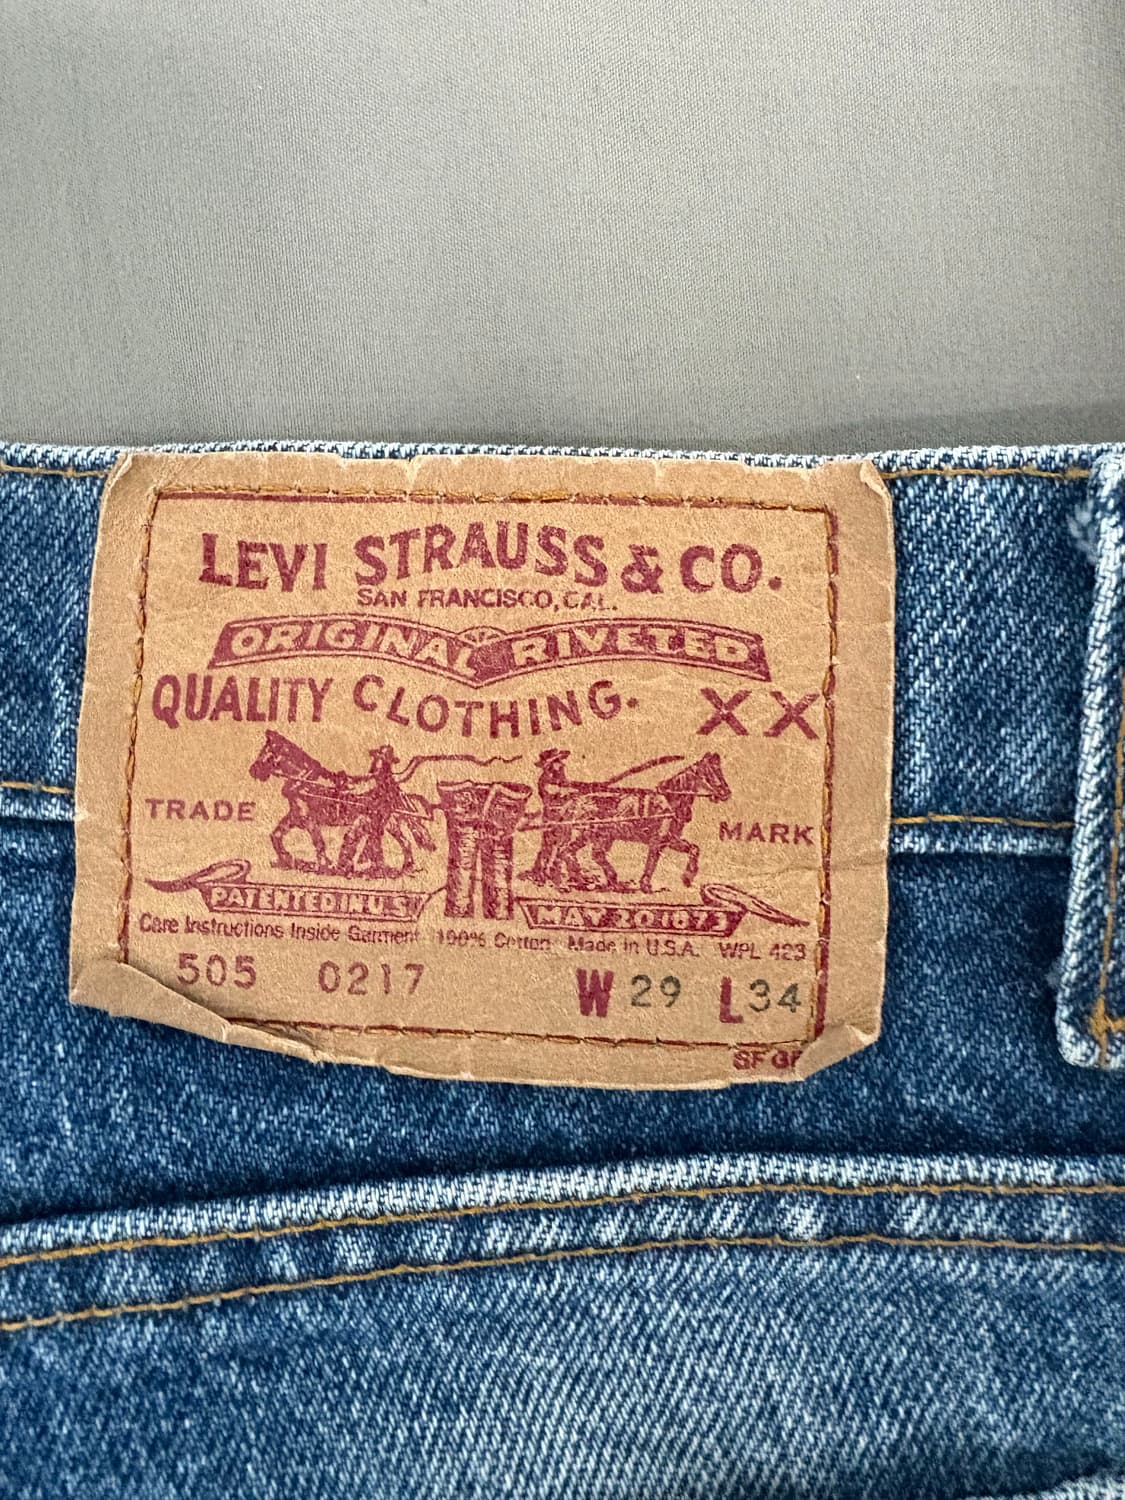 LEVI STRAUSS & CO.
SAN FRANCISCO, CAL.
ORIGINAL RIVETED
QUALITY CLOTHING. XX
TRADE MARK
PATENTED IN U.S. MAY 20 1873
Care Instructions Inside Garment 100% Cotton Made in U.S.A. WPL 423
505 0217 W 29 L 34
SF